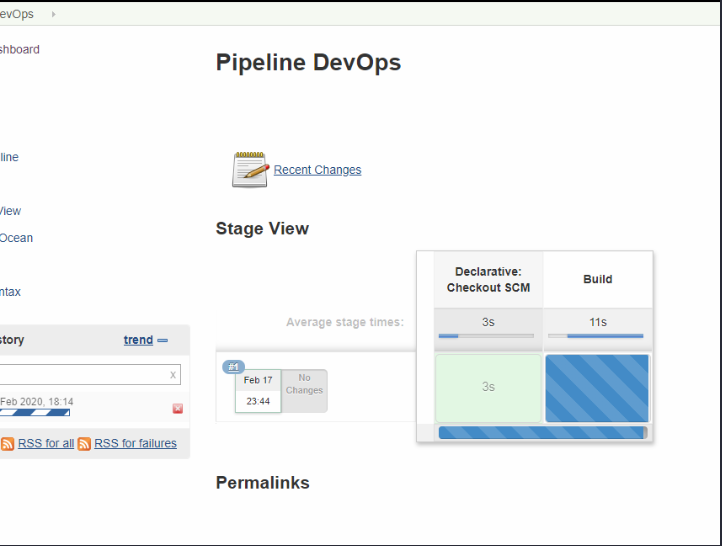 evOps
shboard
Pipeline DevOps
line
Recent Changes
View
Ocean
Stage View
ntax
Declarative:
Checkout SCM
Build
Average stage times:
3s
11s
story
trend
x
Feb 2020, 18:14
#1
Feb 17
23:44
No
Changes
3s
RSS for all
RSS for failures
Permalinks